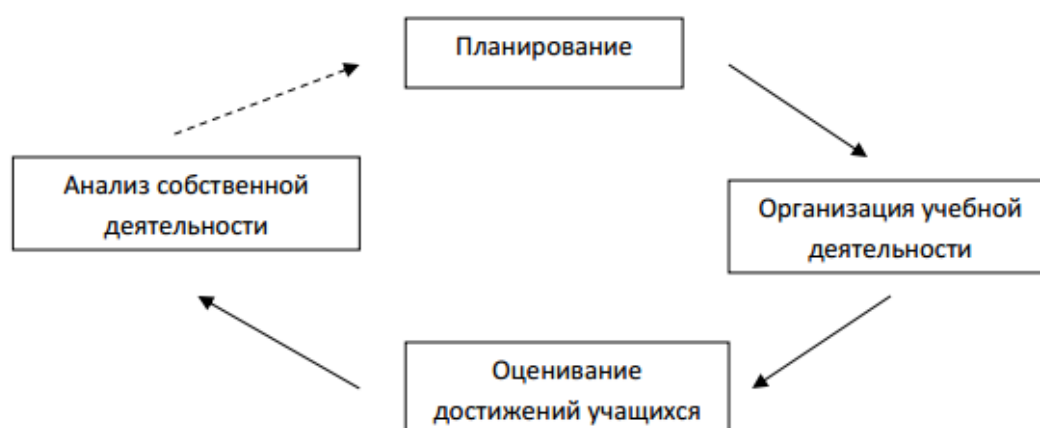 Планирование
Анализ собственной
деятельности
Организация учебной
деятельности
Оценивание
достижений учащихся